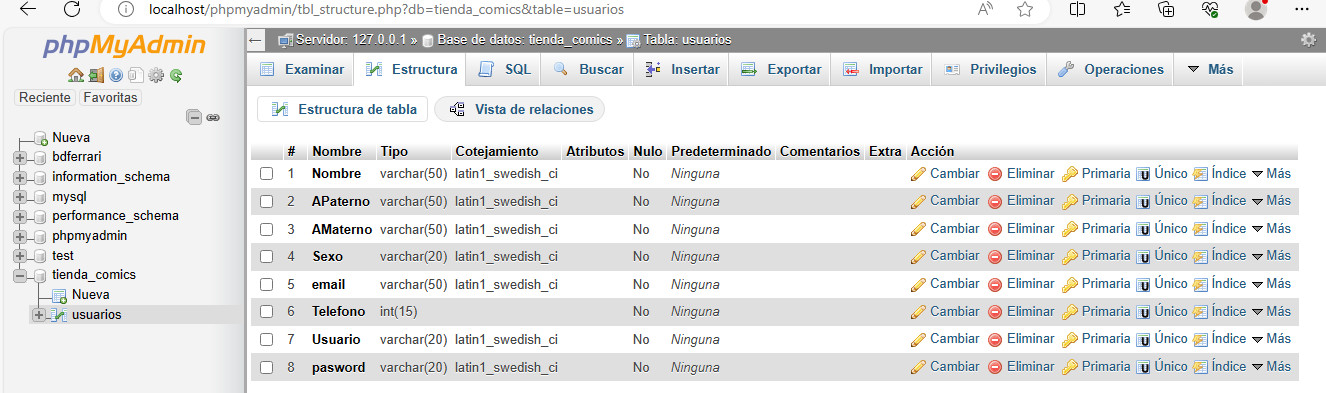 localhost/phpmyadmin/tbl_structure.php?db=tienda_comics&table=usuarios
phpMyAdmin
Reciente Favoritas
Nueva
bdferrari
information_schema
mysql
performance_schema
phpmyadmin
test
tienda_comics
Nueva
usuarios
Servidor: 127.0.0.1 » Base de datos: tienda_comics » Tabla: usuarios
Examinar Estructura SQL Buscar Insertar Exportar Importar Privilegios Operaciones Más
Estructura de tabla Vista de relaciones
# Nombre Tipo Cotejamiento Atributos Nulo Predeterminado Comentarios Extra Acción
1 Nombre varchar(50) latin1_swedish_ci No Ninguna Cambiar Eliminar Primaria Único Índice Más
2 APaterno varchar(50) latin1_swedish_ci No Ninguna Cambiar Eliminar Primaria Único Índice Más
3 AMaterno varchar(50) latin1_swedish_ci No Ninguna Cambiar Eliminar Primaria Único Índice Más
4 Sexo varchar(20) latin1_swedish_ci No Ninguna Cambiar Eliminar Primaria Único Índice Más
5 email varchar(50) latin1_swedish_ci No Ninguna Cambiar Eliminar Primaria Único Índice Más
6 Telefono int(15) No Ninguna Cambiar Eliminar Primaria Único Índice Más
7 Usuario varchar(20) latin1_swedish_ci No Ninguna Cambiar Eliminar Primaria Único Índice Más
8 pasword varchar(20) latin1_swedish_ci No Ninguna Cambiar Eliminar Primaria Único Índice Más